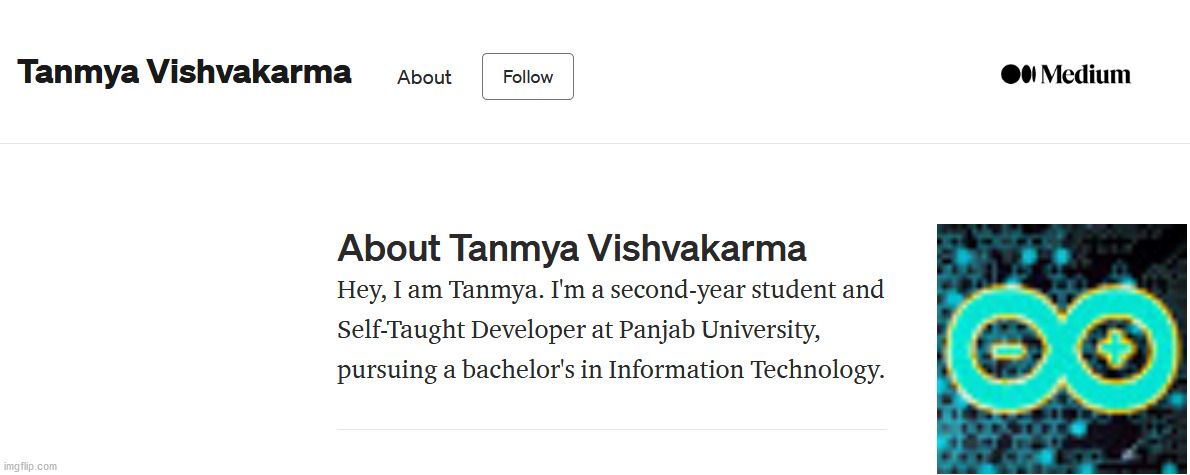 Tanmya Vishvakarma About Follow Medium
About Tanmya Vishvakarma
Hey, I am Tanmya. I'm a second-year student and
Self-Taught Developer at Panjab University,
pursuing a bachelor's in Information Technology.
imgflip.com